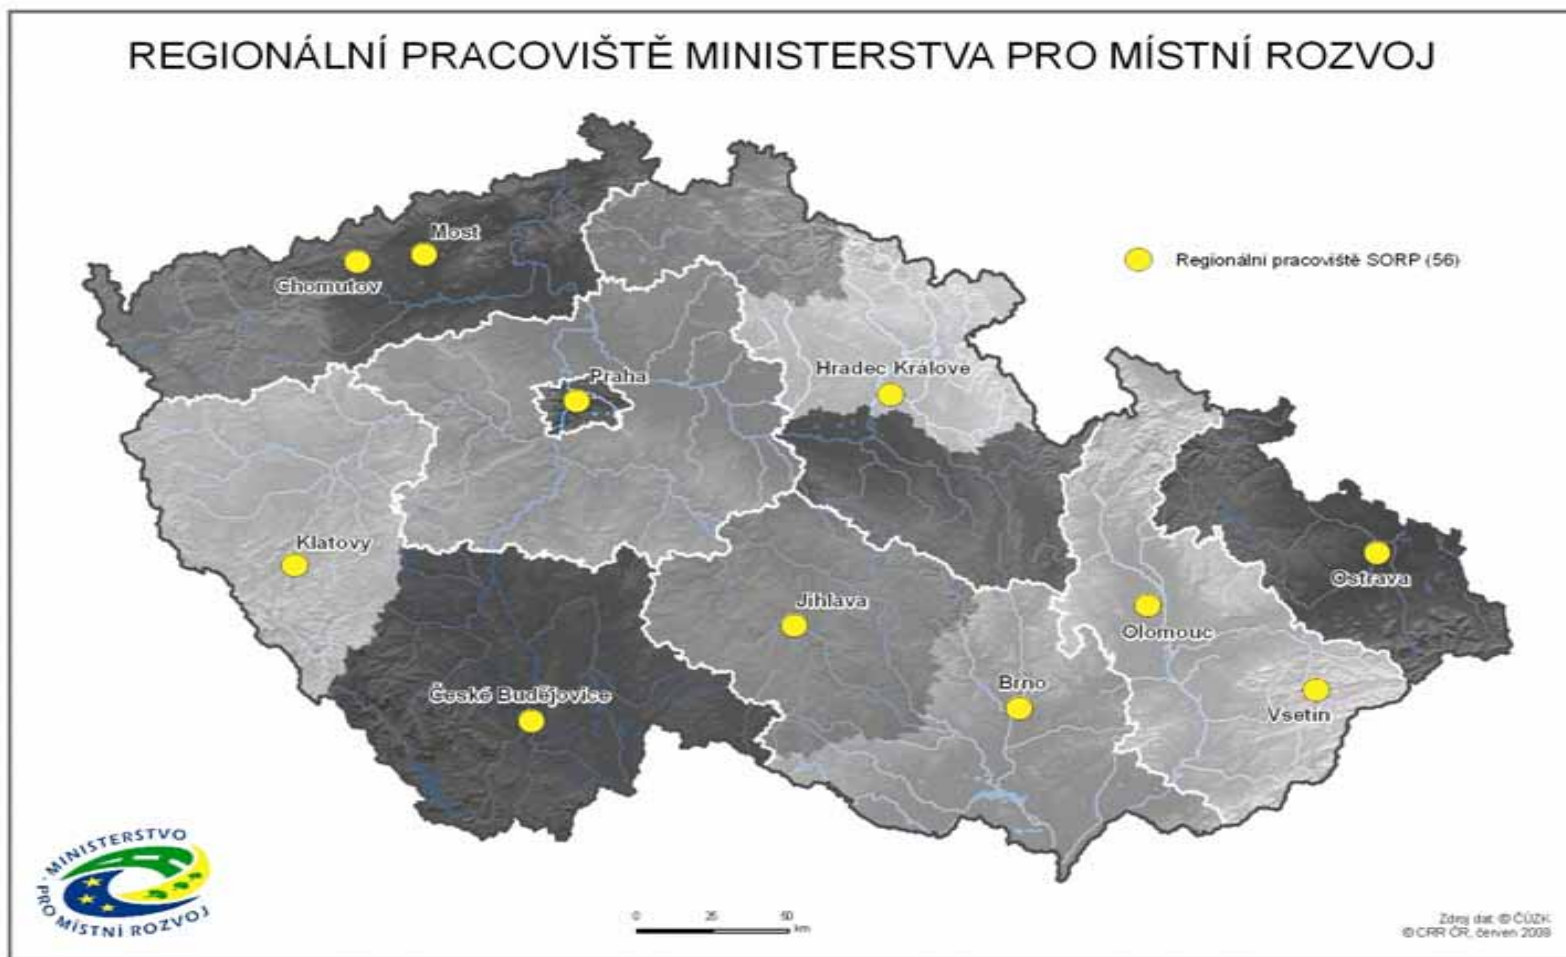 REGIONÁLNÍ PRACOVIŠTĚ MINISTERSTVA PRO MÍSTNÍ ROZVOJ
Most
Chomutov
Regionální pracoviště SORP (56)
Praha
Hradec Králové
Klatovy
Ostrava
Jihlava
Olomouc
České Budějovice
Brno
Vsetín
MINISTERSTVO
PRO MÍSTNÍ ROZVOJ
0 25 50
km
Zdroj dat: © ČÚZK
© CRR ČR, červen 2008